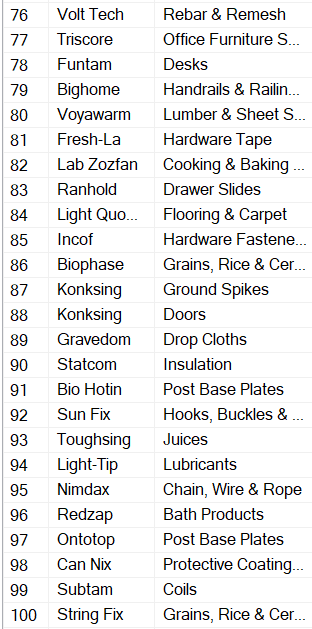 76 Volt Tech Rebar & Remesh
77 Triscore Office Furniture S...
78 Funtam Desks
79 Bighome Handrails & Railin...
80 Voyawarm Lumber & Sheet S...
81 Fresh-La Hardware Tape
82 Lab Zozfan Cooking & Baking ...
83 Ranhold Drawer Slides
84 Light Quo... Flooring & Carpet
85 Incof Hardware Fastene...
86 Biophase Grains, Rice & Cer...
87 Konksing Ground Spikes
88 Konksing Doors
89 Gravedom Drop Cloths
90 Statcom Insulation
91 Bio Hotin Post Base Plates
92 Sun Fix Hooks, Buckles & ...
93 Toughsing Juices
94 Light-Tip Lubricants
95 Nimdax Chain, Wire & Rope
96 Redzap Bath Products
97 Ontotop Post Base Plates
98 Can Nix Protective Coating...
99 Subtam Coils
100 String Fix Grains, Rice & Cer...